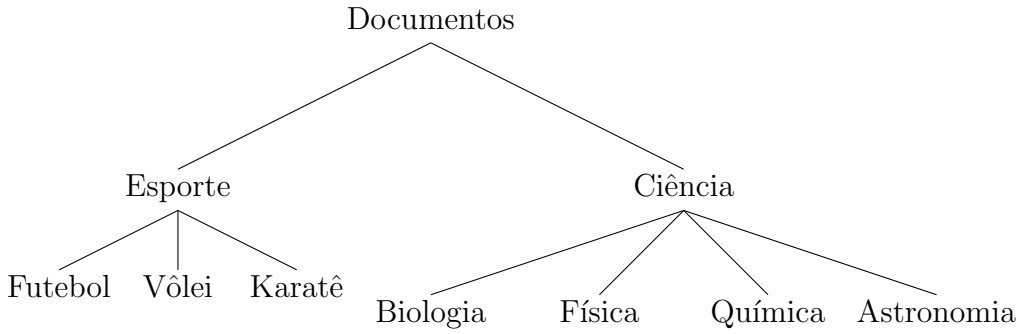 Documentos
Esporte Ciência
Futebol Vôlei Karatê
Biologia Física Química Astronomia